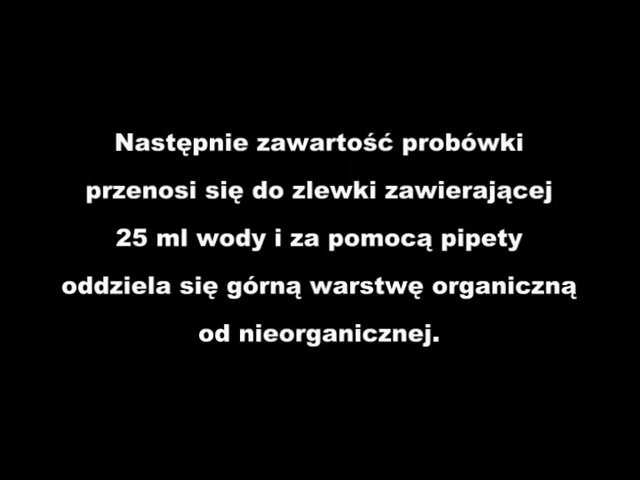 Następnie zawartość probówki
przenosi się do zlewki zawierającej
25 ml wody i za pomocą pipety
oddziela się górną warstwę organiczną
od nieorganicznej.